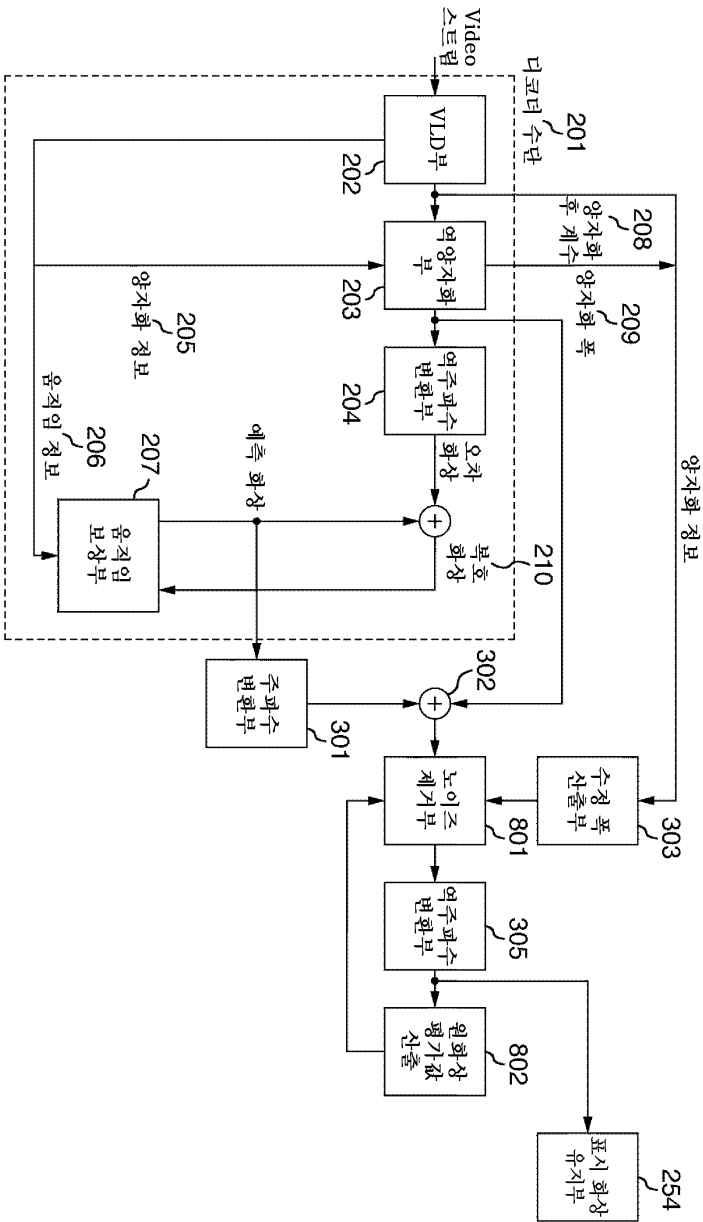 Video
스트림
디코더 수단
201
VLD부
202
양자화
후 계수
208
역양자화
부
203
양자화 폭
209
양자화 정보
205
역주파수
변환부
204
오차
화상
움직임 정보
206
움직임
보상부
207
예측 화상
복호
화상
210
양자화 정보
주파수
변환부
301
302
수정 폭
산출부
303
노이즈
제거부
801
역주파수
변환부
305
원화상
평가값
산출
802
표시 화상
유지부
254